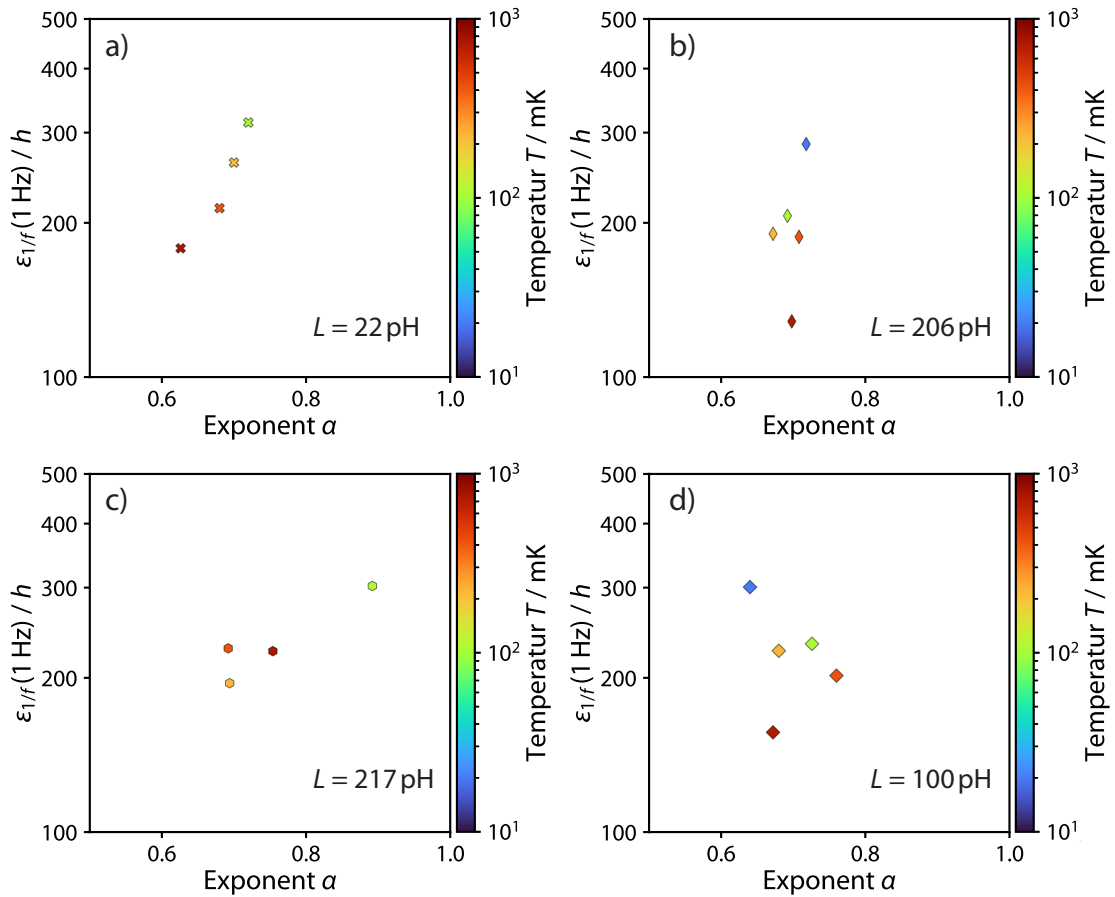 a)
500
400
300
200
100
ε1/f(1 Hz) / h
0.6
0.8
1.0
Exponent α
L = 22 pH
10³
10²
10¹
Temperatur T / mK
b)
500
400
300
200
100
ε1/f(1 Hz) / h
0.6
0.8
1.0
Exponent α
L = 206 pH
10³
10²
10¹
Temperatur T / mK
c)
500
400
300
200
100
ε1/f(1 Hz) / h
0.6
0.8
1.0
Exponent α
L = 217 pH
10³
10²
10¹
Temperatur T / mK
d)
500
400
300
200
100
ε1/f(1 Hz) / h
0.6
0.8
1.0
Exponent α
L = 100 pH
10³
10²
10¹
Temperatur T / mK